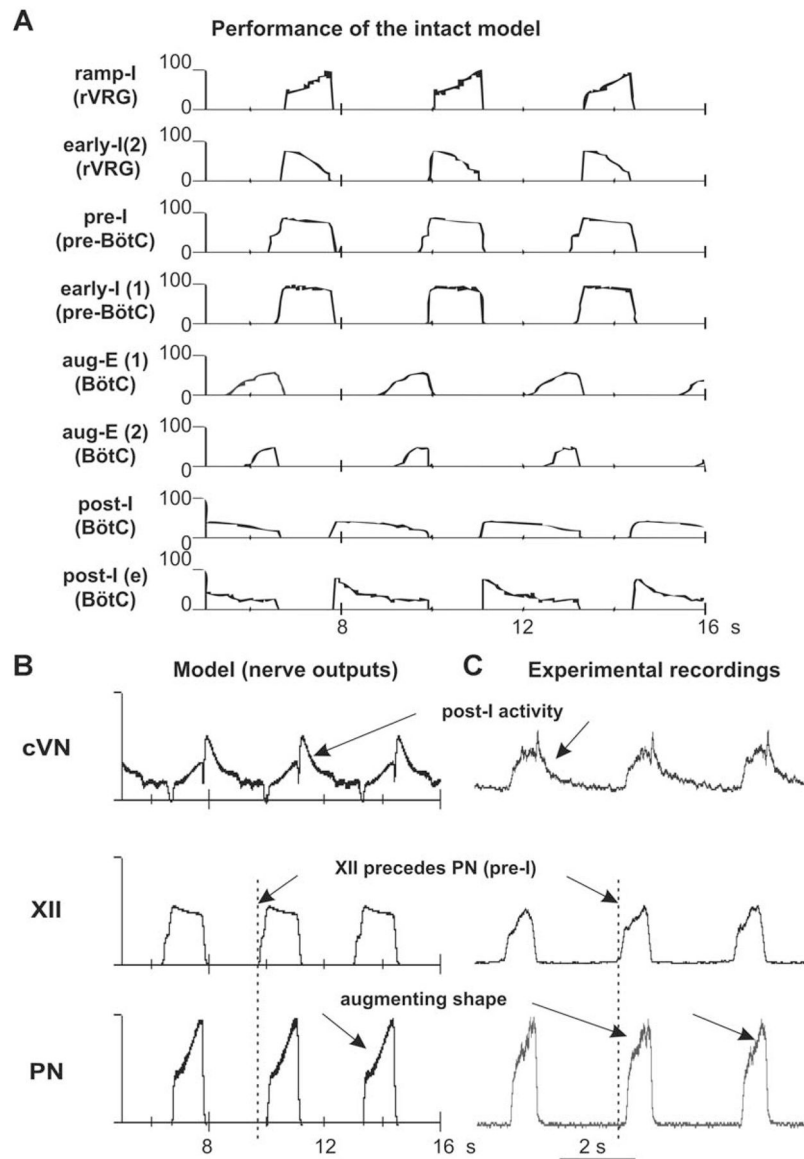 A
Performance of the intact model
ramp-I
(rVRG)
100
0
early-I(2)
(rVRG)
100
0
pre-I
(pre-BötC)
100
0
early-I (1)
(pre-BötC)
100
0
aug-E (1)
(BötC)
100
0
aug-E (2)
(BötC)
100
0
post-I
(BötC)
100
0
post-I (e)
(BötC)
100
0
8 12 16 s
B Model (nerve outputs)
C Experimental recordings
cVN
post-I activity
XII
XII precedes PN (pre-I)
PN
augmenting shape
8 12 16 s
2 s